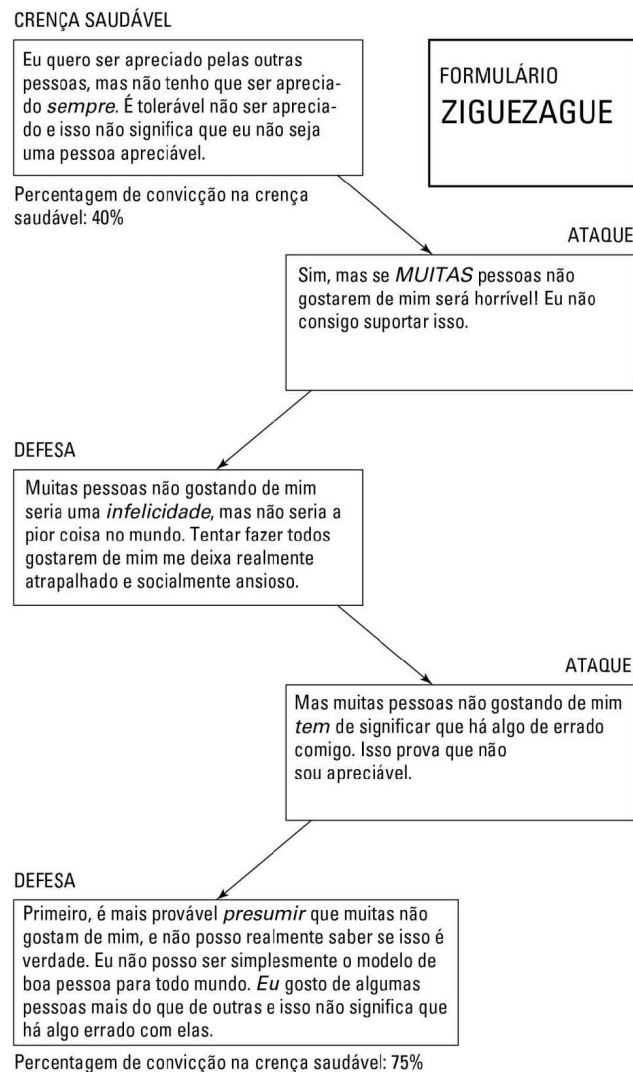 CRENÇA SAUDÁVEL
Eu quero ser apreciado pelas outras
pessoas, mas não tenho que ser aprecia-
do sempre. É tolerável não ser aprecia-
do e isso não significa que eu não seja
uma pessoa apreciável.
FORMULÁRIO
ZIGUEZAGUE
Percentagem de convicção na crença
saudável: 40%
ATAQUE
Sim, mas se MUITAS pessoas não
gostarem de mim será horrível! Eu não
consigo suportar isso.
DEFESA
Muitas pessoas não gostando de mim
seria uma infelicidade, mas não seria a
pior coisa no mundo. Tentar fazer todos
gostarem de mim me deixa realmente
atrapalhado e socialmente ansioso.
ATAQUE
Mas muitas pessoas não gostando de mim
tem de significar que há algo de errado
comigo. Isso prova que não
sou apreciável.
DEFESA
Primeiro, é mais provável presumir que muitas não
gostam de mim, e não posso realmente saber se isso é
verdade. Eu não posso ser simplesmente o modelo de
boa pessoa para todo mundo. Eu gosto de algumas
pessoas mais do que de outras e isso não significa que
há algo errado com elas.
Percentagem de convicção na crença saudável: 75%